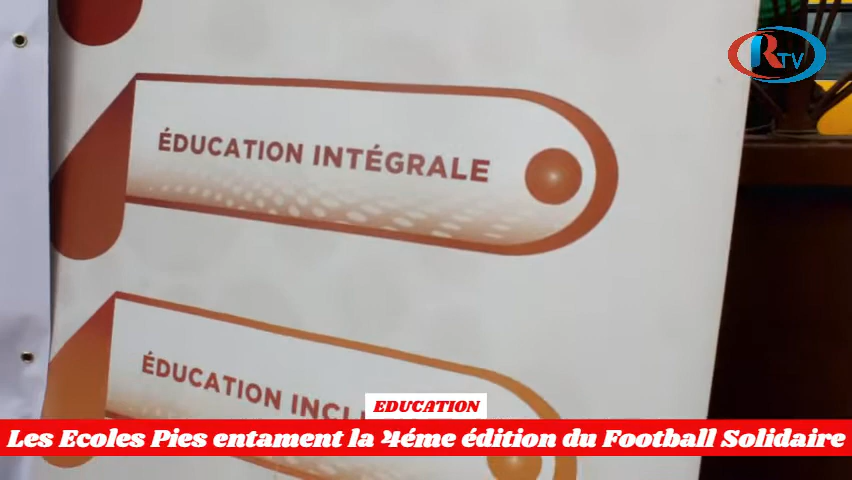 RTV
ÉDUCATION INTÉGRALE
ÉDUCATION
EDUCATION
Les Ecoles Pies entament la 4éme édition du Football Solidaire